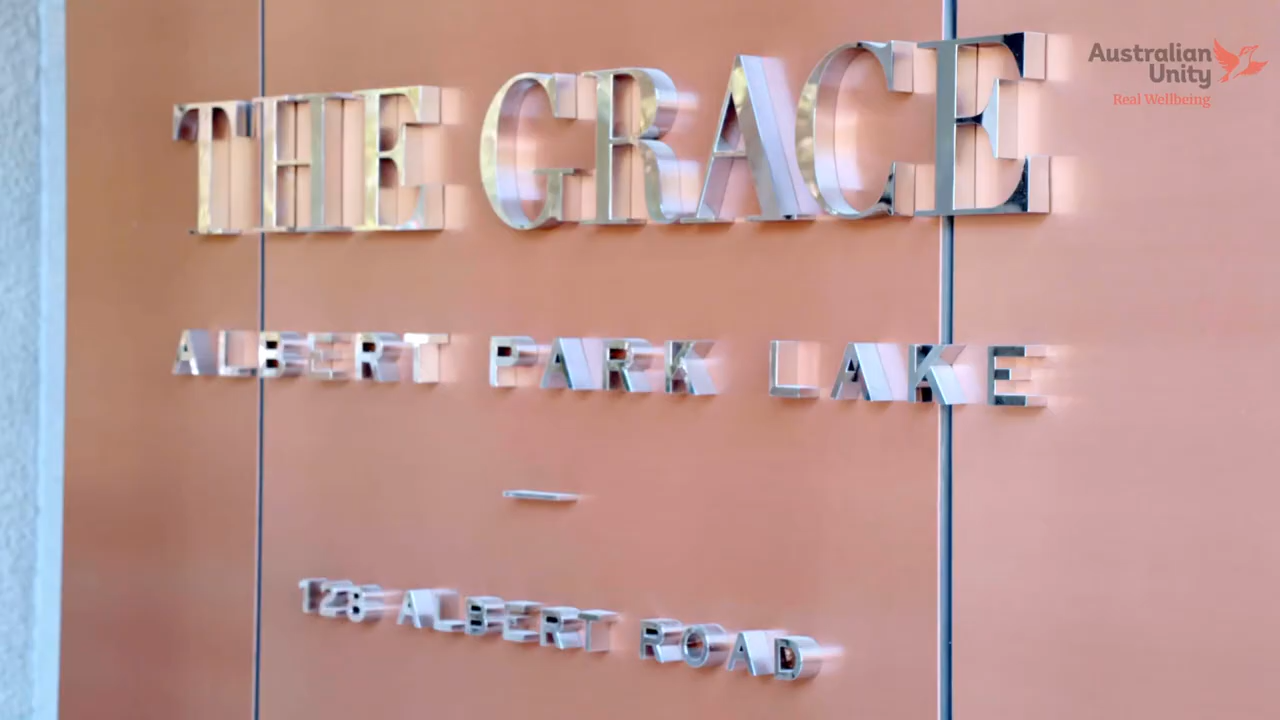 THE GRACE
ALBERT PARK LAKE
128 ALBERT ROAD
Australian
Unity
Real Wellbeing